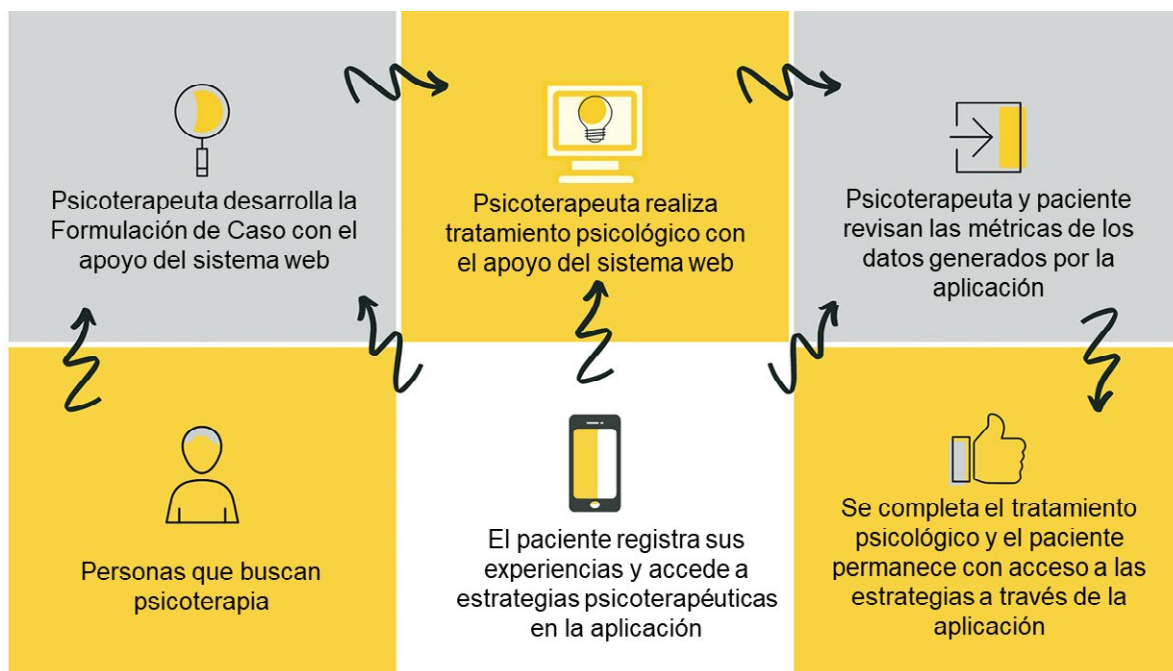 Psicoterapeuta desarrolla la
Formulación de Caso con el
apoyo del sistema web
Psicoterapeuta realiza
tratamiento psicológico con
el apoyo del sistema web
Psicoterapeuta y paciente
revisan las métricas de los
datos generados por la
aplicación
Personas que buscan
psicoterapia
El paciente registra sus
experiencias y accede a
estrategias psicoterapéuticas
en la aplicación
Se completa el tratamiento
psicológico y el paciente
permanece con acceso a las
estrategias a través de la
aplicación